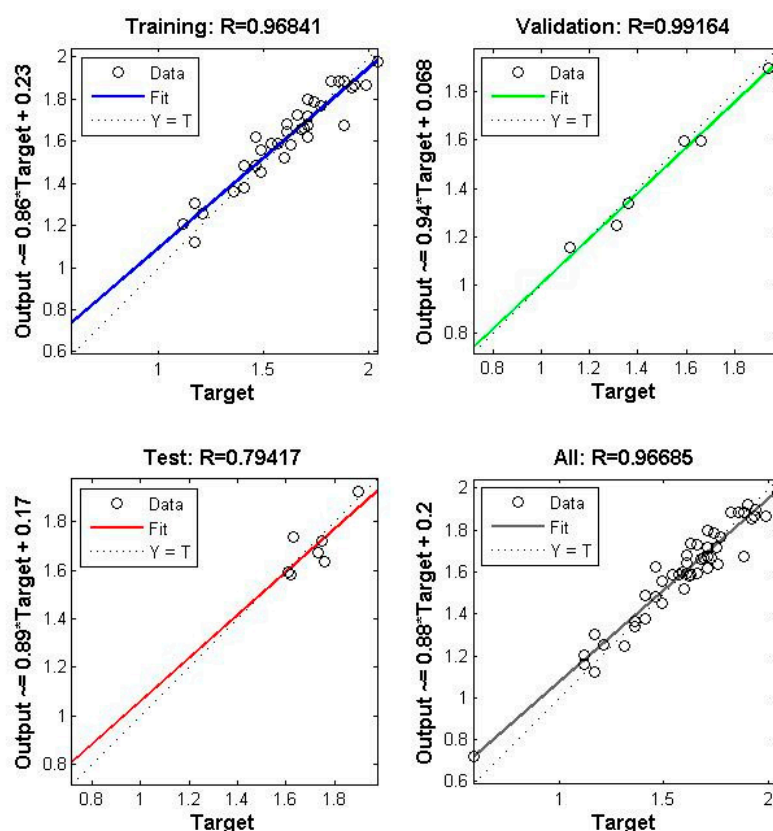 Training: R=0.96841
Output ~= 0.86*Target + 0.23
2
1.8
1.6
1.4
1.2
1
0.8
0.6
Data
Fit
Y = T
1
1.5
2
Target
Validation: R=0.99164
Output ~= 0.94*Target + 0.068
1.8
1.6
1.4
1.2
1
0.8
Data
Fit
Y = T
0.8
1
1.2
1.4
1.6
1.8
Target
Test: R=0.79417
Output ~= 0.89*Target + 0.17
1.8
1.6
1.4
1.2
1
0.8
Data
Fit
Y = T
0.8
1
1.2
1.4
1.6
1.8
Target
All: R=0.96685
Output ~= 0.88*Target + 0.2
2
1.8
1.6
1.4
1.2
1
0.8
0.6
Data
Fit
Y = T
1
1.5
2
Target